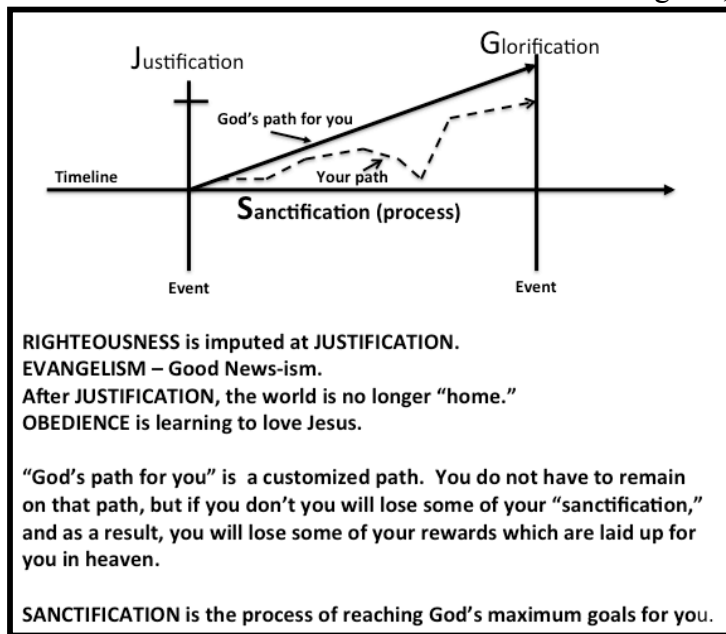 Justification
Glorification
God's path for you
Timeline
Your path
Sanctification (process)
Event
Event
RIGHTEOUSNESS is imputed at JUSTIFICATION.
EVANGELISM – Good News-ism.
After JUSTIFICATION, the world is no longer “home.”
OBEDIENCE is learning to love Jesus.
“God’s path for you” is a customized path. You do not have to remain
on that path, but if you don’t you will lose some of your “sanctification,”
and as a result, you will lose some of your rewards which are laid up for
you in heaven.
SANCTIFICATION is the process of reaching God’s maximum goals for you.